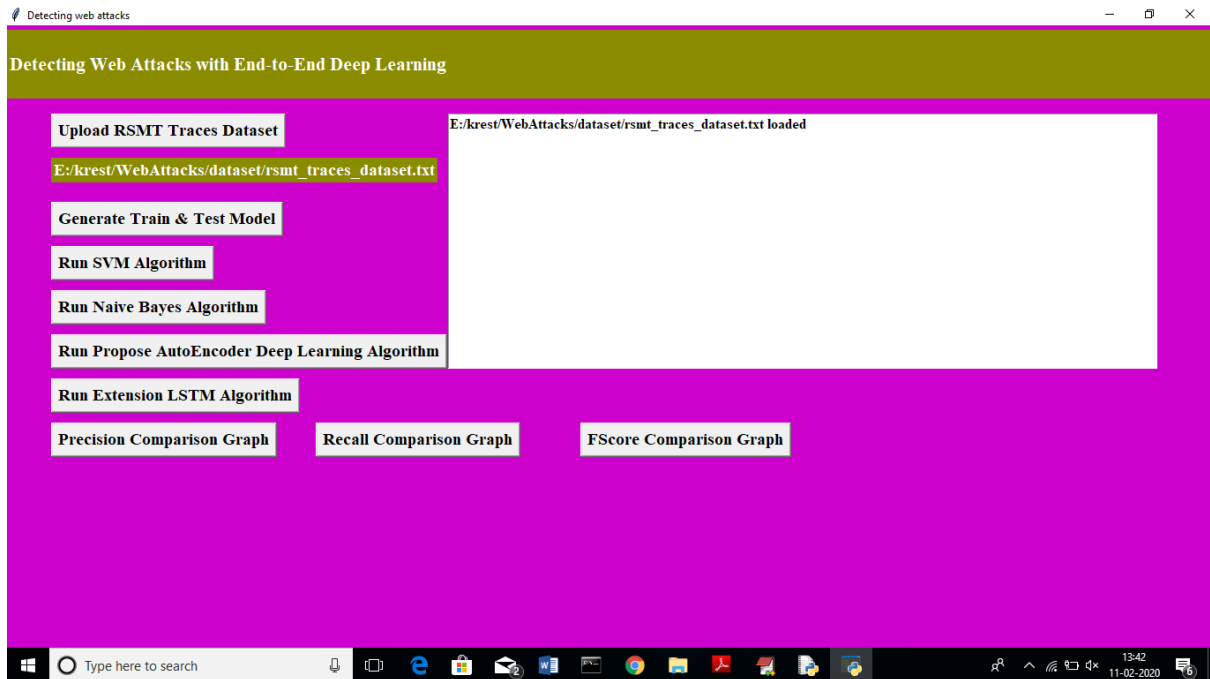 Detecting web attacks
Detecting Web Attacks with End-to-End Deep Learning
Upload RSMT Traces Dataset
E:/krest/WebAttacks/dataset/rsmt_traces_dataset.txt loaded
E:/krest/WebAttacks/dataset/rsmt_traces_dataset.txt
Generate Train & Test Model
Run SVM Algorithm
Run Naive Bayes Algorithm
Run Propose AutoEncoder Deep Learning Algorithm
Run Extension LSTM Algorithm
Precision Comparison Graph
Recall Comparison Graph
FScore Comparison Graph
Type here to search
2
13:42
11-02-2020
6